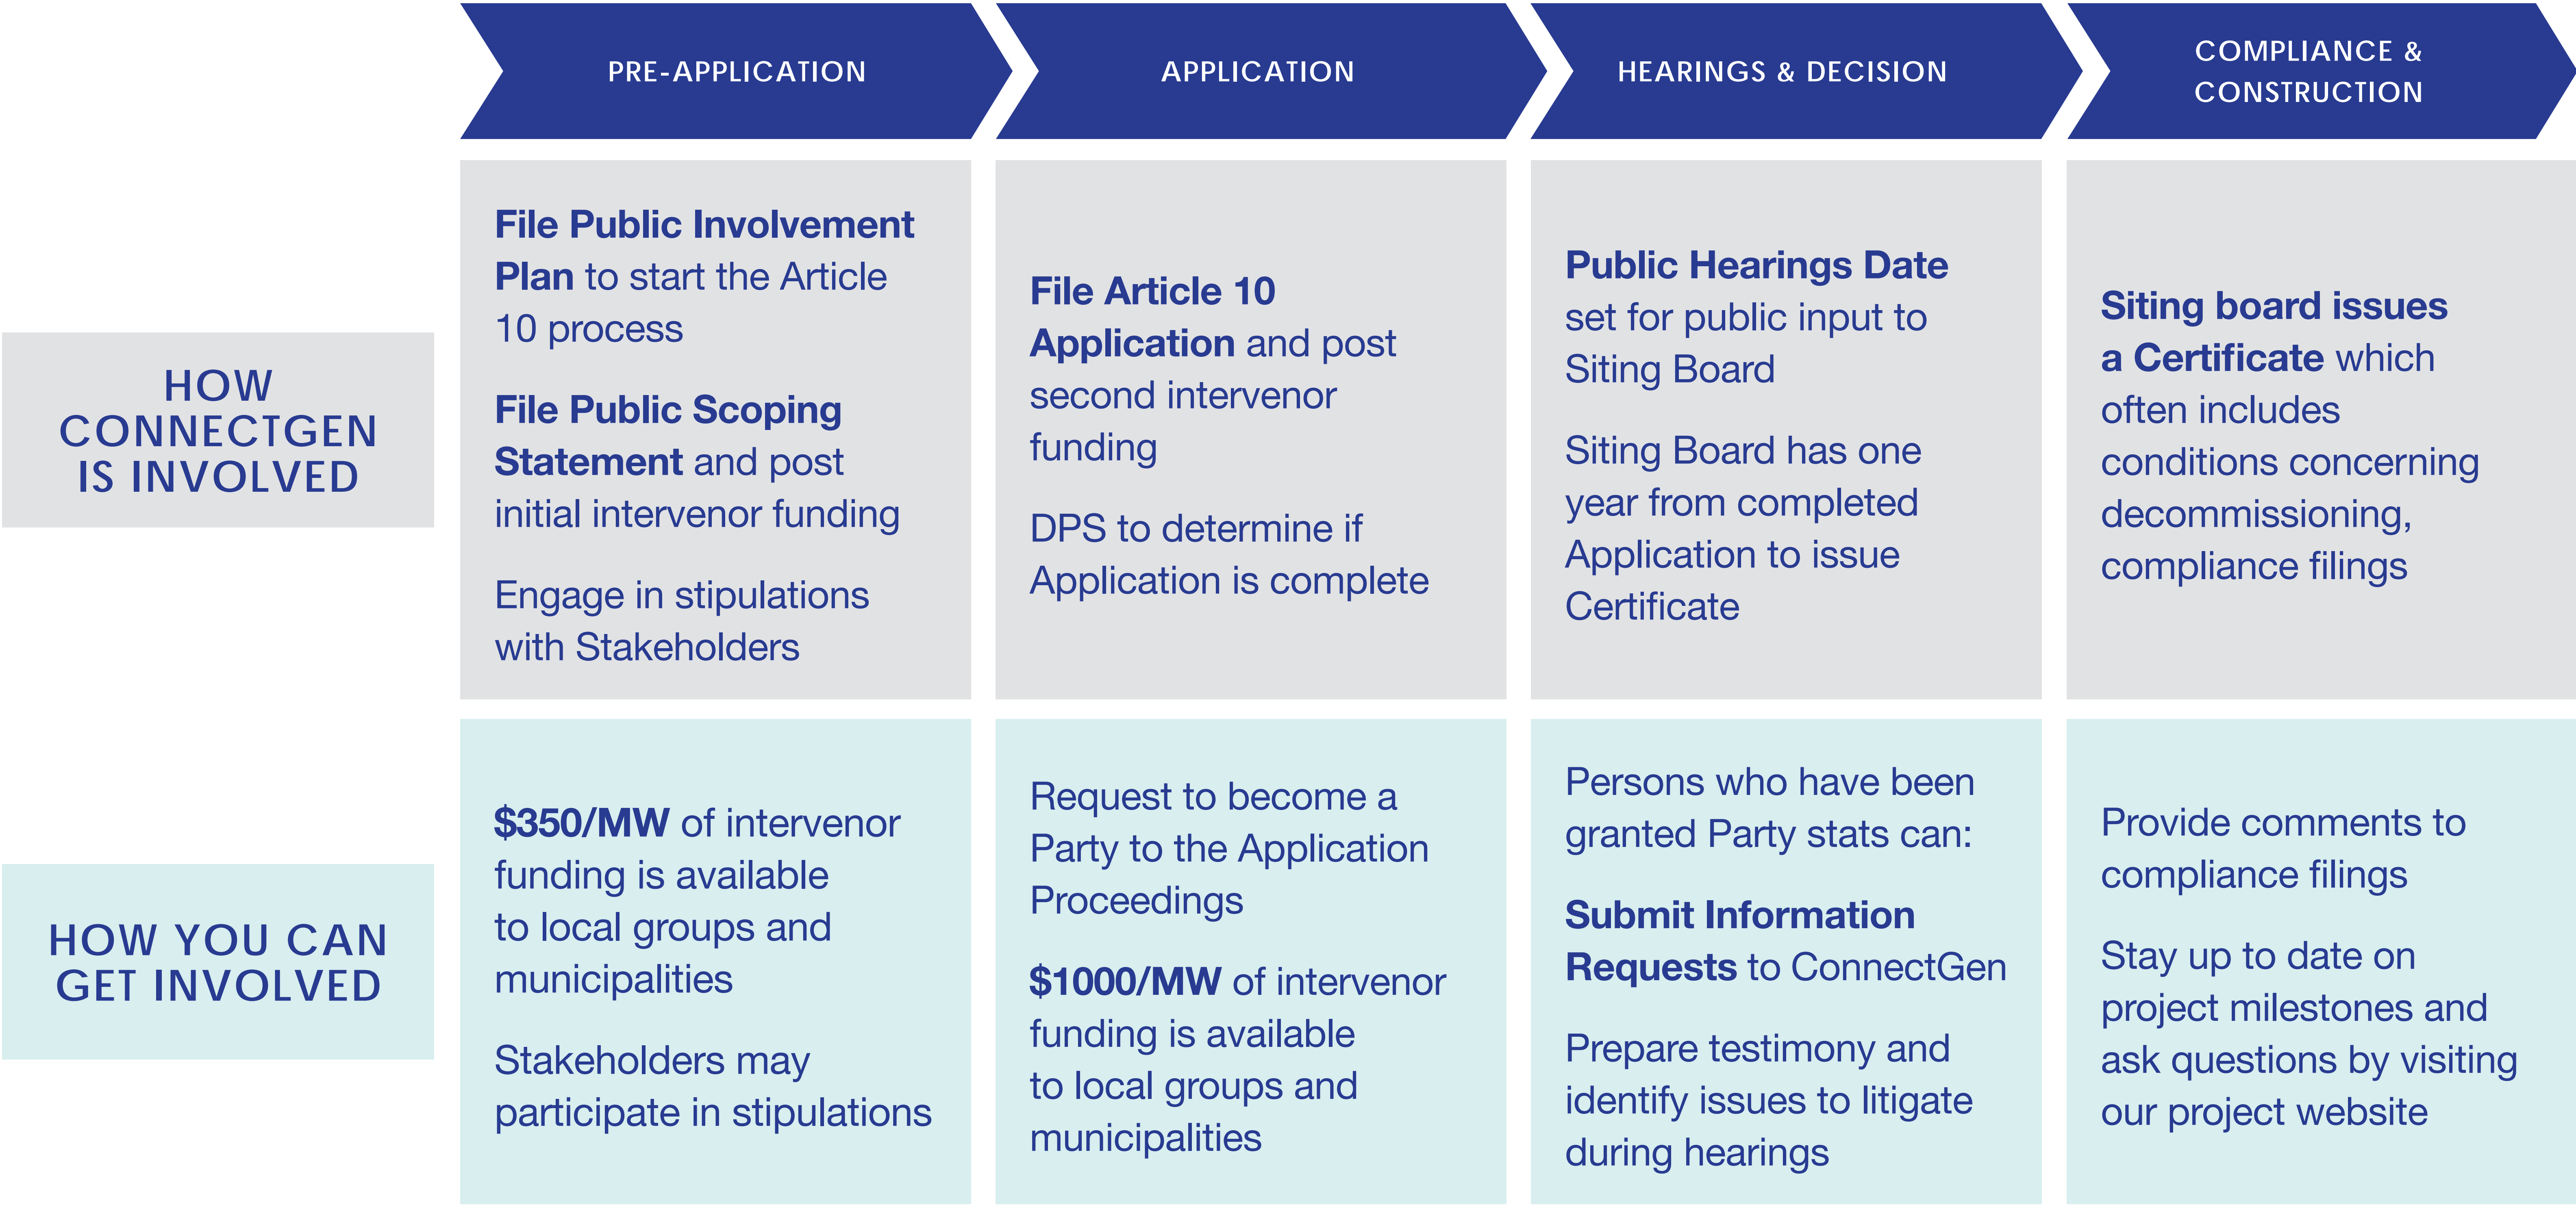 PRE-APPLICATION
APPLICATION
HEARINGS & DECISION
COMPLIANCE &
CONSTRUCTION
HOW
CONNECTGEN
IS INVOLVED
File Public Involvement
Plan to start the Article
10 process
File Public Scoping
Statement and post
initial intervenor funding
Engage in stipulations
with Stakeholders
File Article 10
Application and post
second intervenor
funding
DPS to determine if
Application is complete
Public Hearings Date
set for public input to
Siting Board
Siting Board has one
year from completed
Application to issue
Certificate
Siting board issues
a Certificate which
often includes
conditions concerning
decommissioning,
compliance filings
HOW YOU CAN
GET INVOLVED
$350/MW of intervenor
funding is available
to local groups and
municipalities
Stakeholders may
participate in stipulations
Request to become a
Party to the Application
Proceedings
$1000/MW of intervenor
funding is available
to local groups and
municipalities
Persons who have been
granted Party stats can:
Submit Information
Requests to ConnectGen
Prepare testimony and
identify issues to litigate
during hearings
Provide comments to
compliance filings
Stay up to date on
project milestones and
ask questions by visiting
our project website